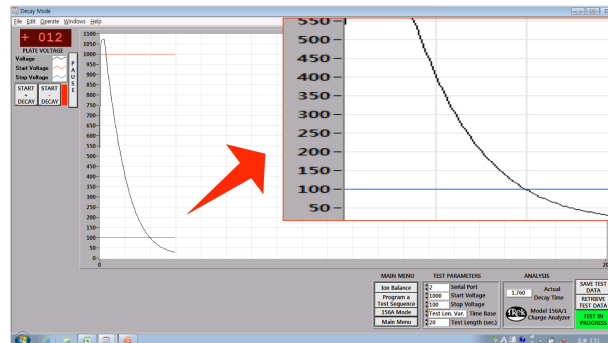 Decay Mode
File Edit Operate Windows Help
+ 012
PLATE VOLTAGE
Voltage
Start Voltage
Stop Voltage
PAUSE
START + DECAY
START - DECAY
1100
1050
1000
950
900
850
800
750
700
650
600
550
500
450
400
350
300
250
200
150
100
50
0
0
20
550
500
450
400
350
300
250
200
150
100
50
MAIN MENU
Ion Balance
Program a
Test Sequence
156A Mode
Main Menu
TEST PARAMETERS
2 Serial Port
1000 Start Voltage
100 Stop Voltage
Test Len. Var. Time Base
20 Test Length (sec.)
ANALYSIS
1.760 Actual
Decay Time
TREK Model 156A/1
Charge Analyzer
SAVE TEST
DATA
RETRIEVE
TEST DATA
TEST IN
PROGRESS